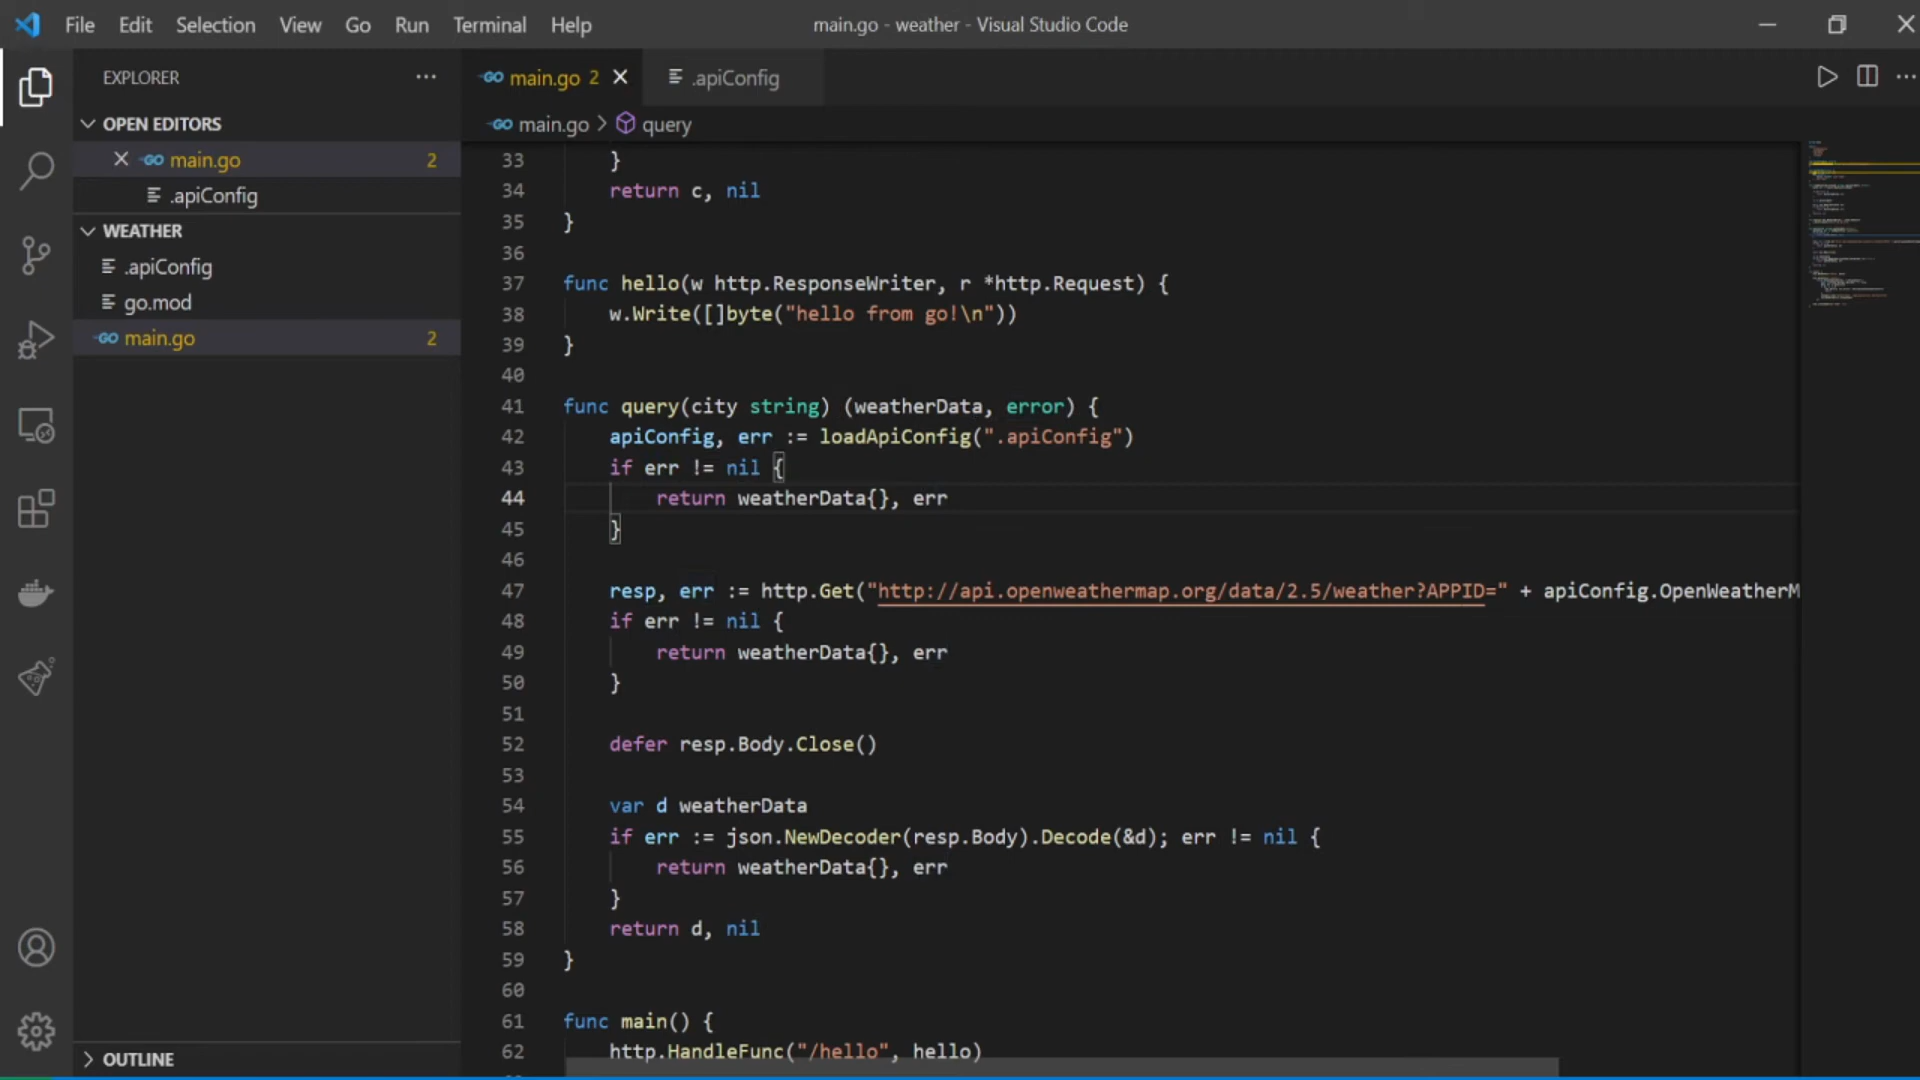 File Edit Selection View Go Run Terminal Help
main.go - weather - Visual Studio Code
EXPLORER
main.go 2
.apiConfig
OPEN EDITORS
main.go > query
main.go 2
.apiConfig
WEATHER
.apiConfig
go.mod
main.go 2
OUTLINE
33 }
34 return c, nil
35 }
36
37 func hello(w http.ResponseWriter, r *http.Request) {
38 w.Write([]byte("hello from go!\n"))
39 }
40
41 func query(city string) (weatherData, error) {
42 apiConfig, err := loadApiConfig(".apiConfig")
43 if err != nil {
44 return weatherData{}, err
45 }
46
47 resp, err := http.Get("http://api.openweathermap.org/data/2.5/weather?APPID=" + apiConfig.OpenWeatherM
48 if err != nil {
49 return weatherData{}, err
50 }
51
52 defer resp.Body.Close()
53
54 var d weatherData
55 if err := json.NewDecoder(resp.Body).Decode(&d); err != nil {
56 return weatherData{}, err
57 }
58 return d, nil
59 }
60
61 func main() {
62 http.HandleFunc("/hello", hello)